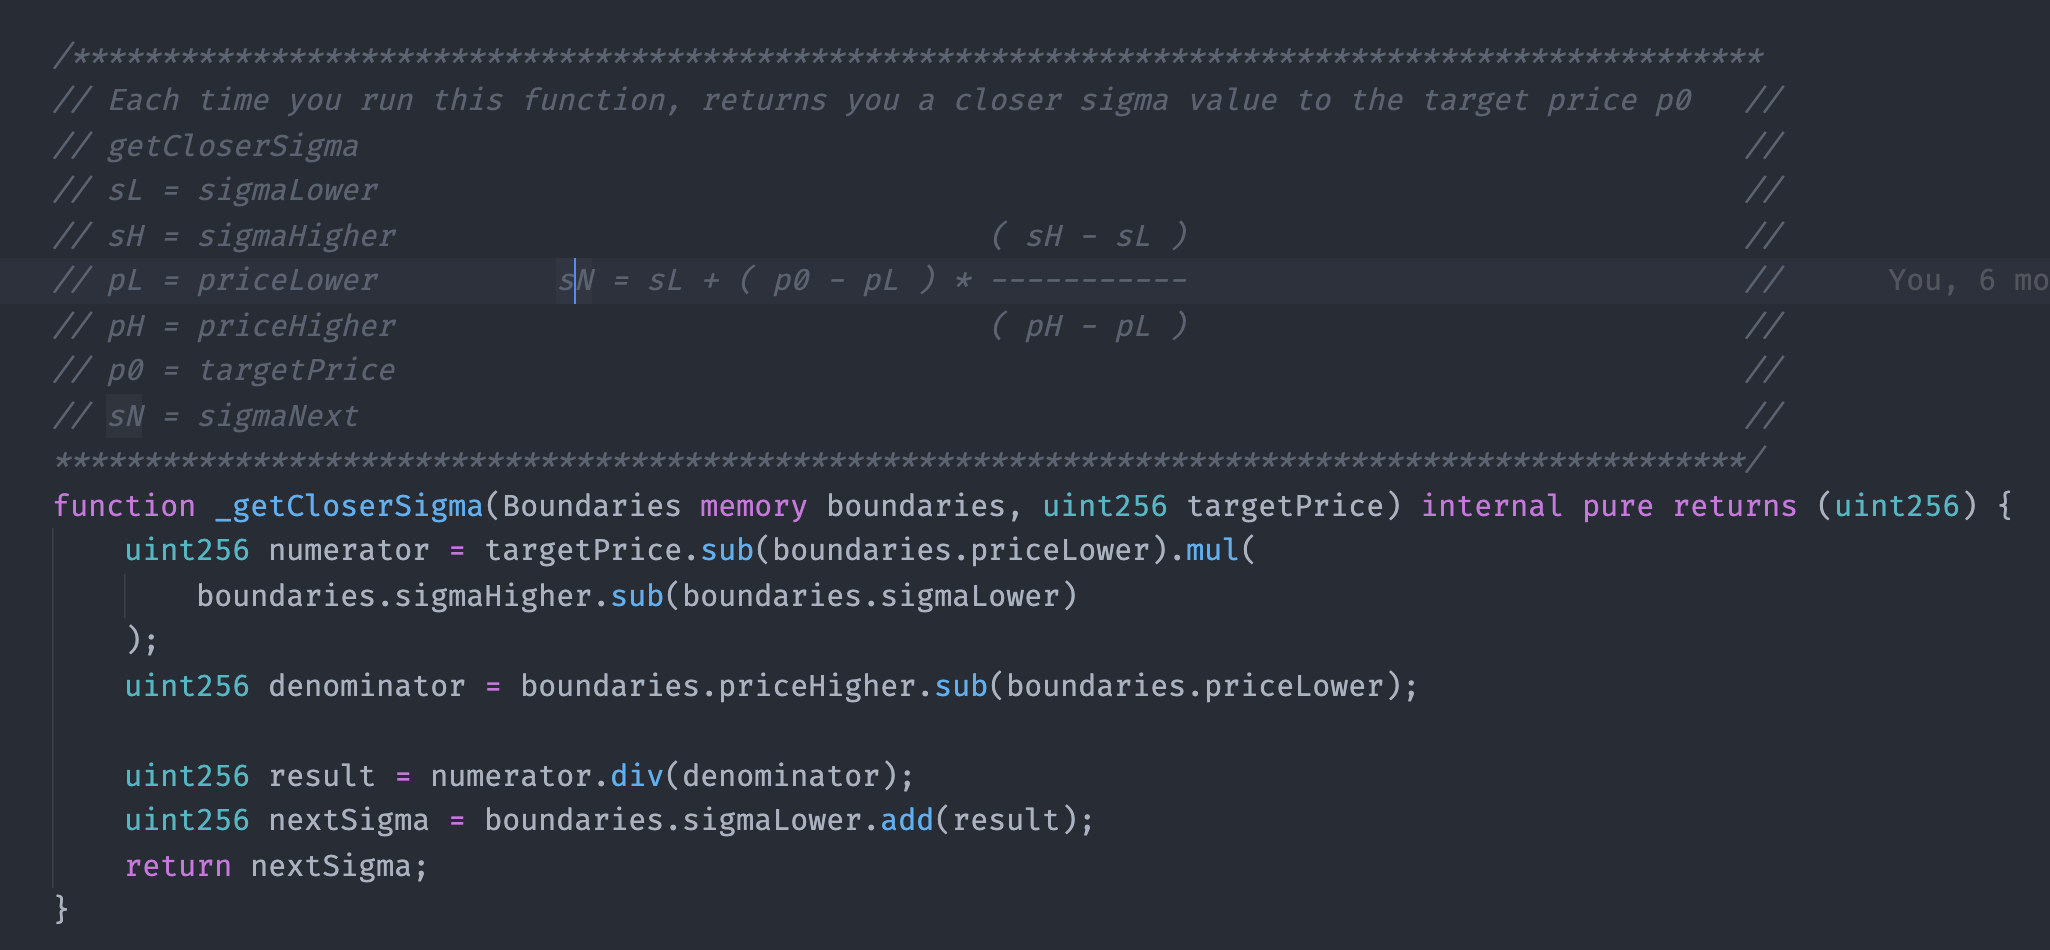 /**********************************************************************************************
// Each time you run this function, returns you a closer sigma value to the target price p0   //
// getCloserSigma                                                                             //
// sL = sigmaLower                                                                            //
// sH = sigmaHigher                                 ( sH - sL )                               //
// pL = priceLower          sN = sL + ( p0 - pL ) * -----------                               //      You, 6 mo
// pH = priceHigher                                 ( pH - pL )                               //
// p0 = targetPrice                                                                           //
// sN = sigmaNext                                                                             //
**********************************************************************************************/
function _getCloserSigma(Boundaries memory boundaries, uint256 targetPrice) internal pure returns (uint256) {
    uint256 numerator = targetPrice.sub(boundaries.priceLower).mul(
        boundaries.sigmaHigher.sub(boundaries.sigmaLower)
    );
    uint256 denominator = boundaries.priceHigher.sub(boundaries.priceLower);

    uint256 result = numerator.div(denominator);
    uint256 nextSigma = boundaries.sigmaLower.add(result);
    return nextSigma;
}